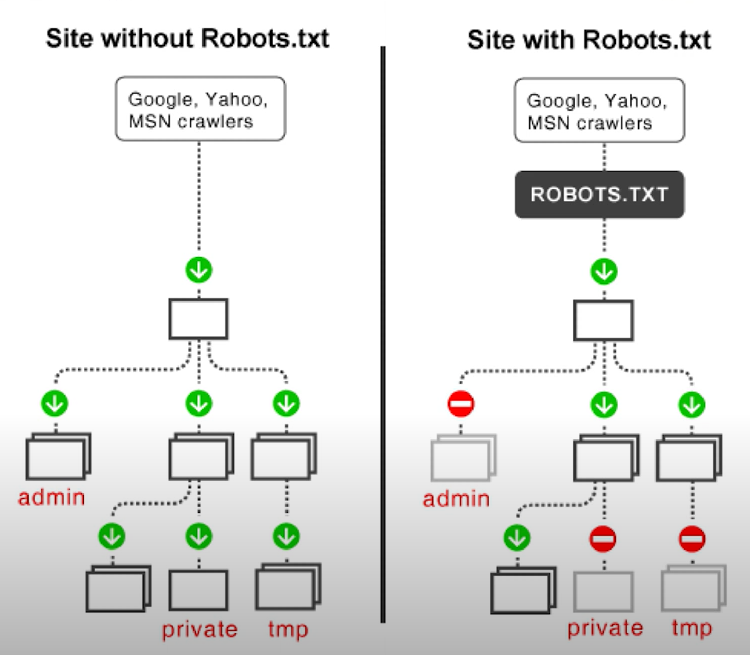 Site without Robots.txt
Google, Yahoo,
MSN crawlers
admin
private
tmp
Site with Robots.txt
Google, Yahoo,
MSN crawlers
ROBOTS.TXT
admin
private
tmp